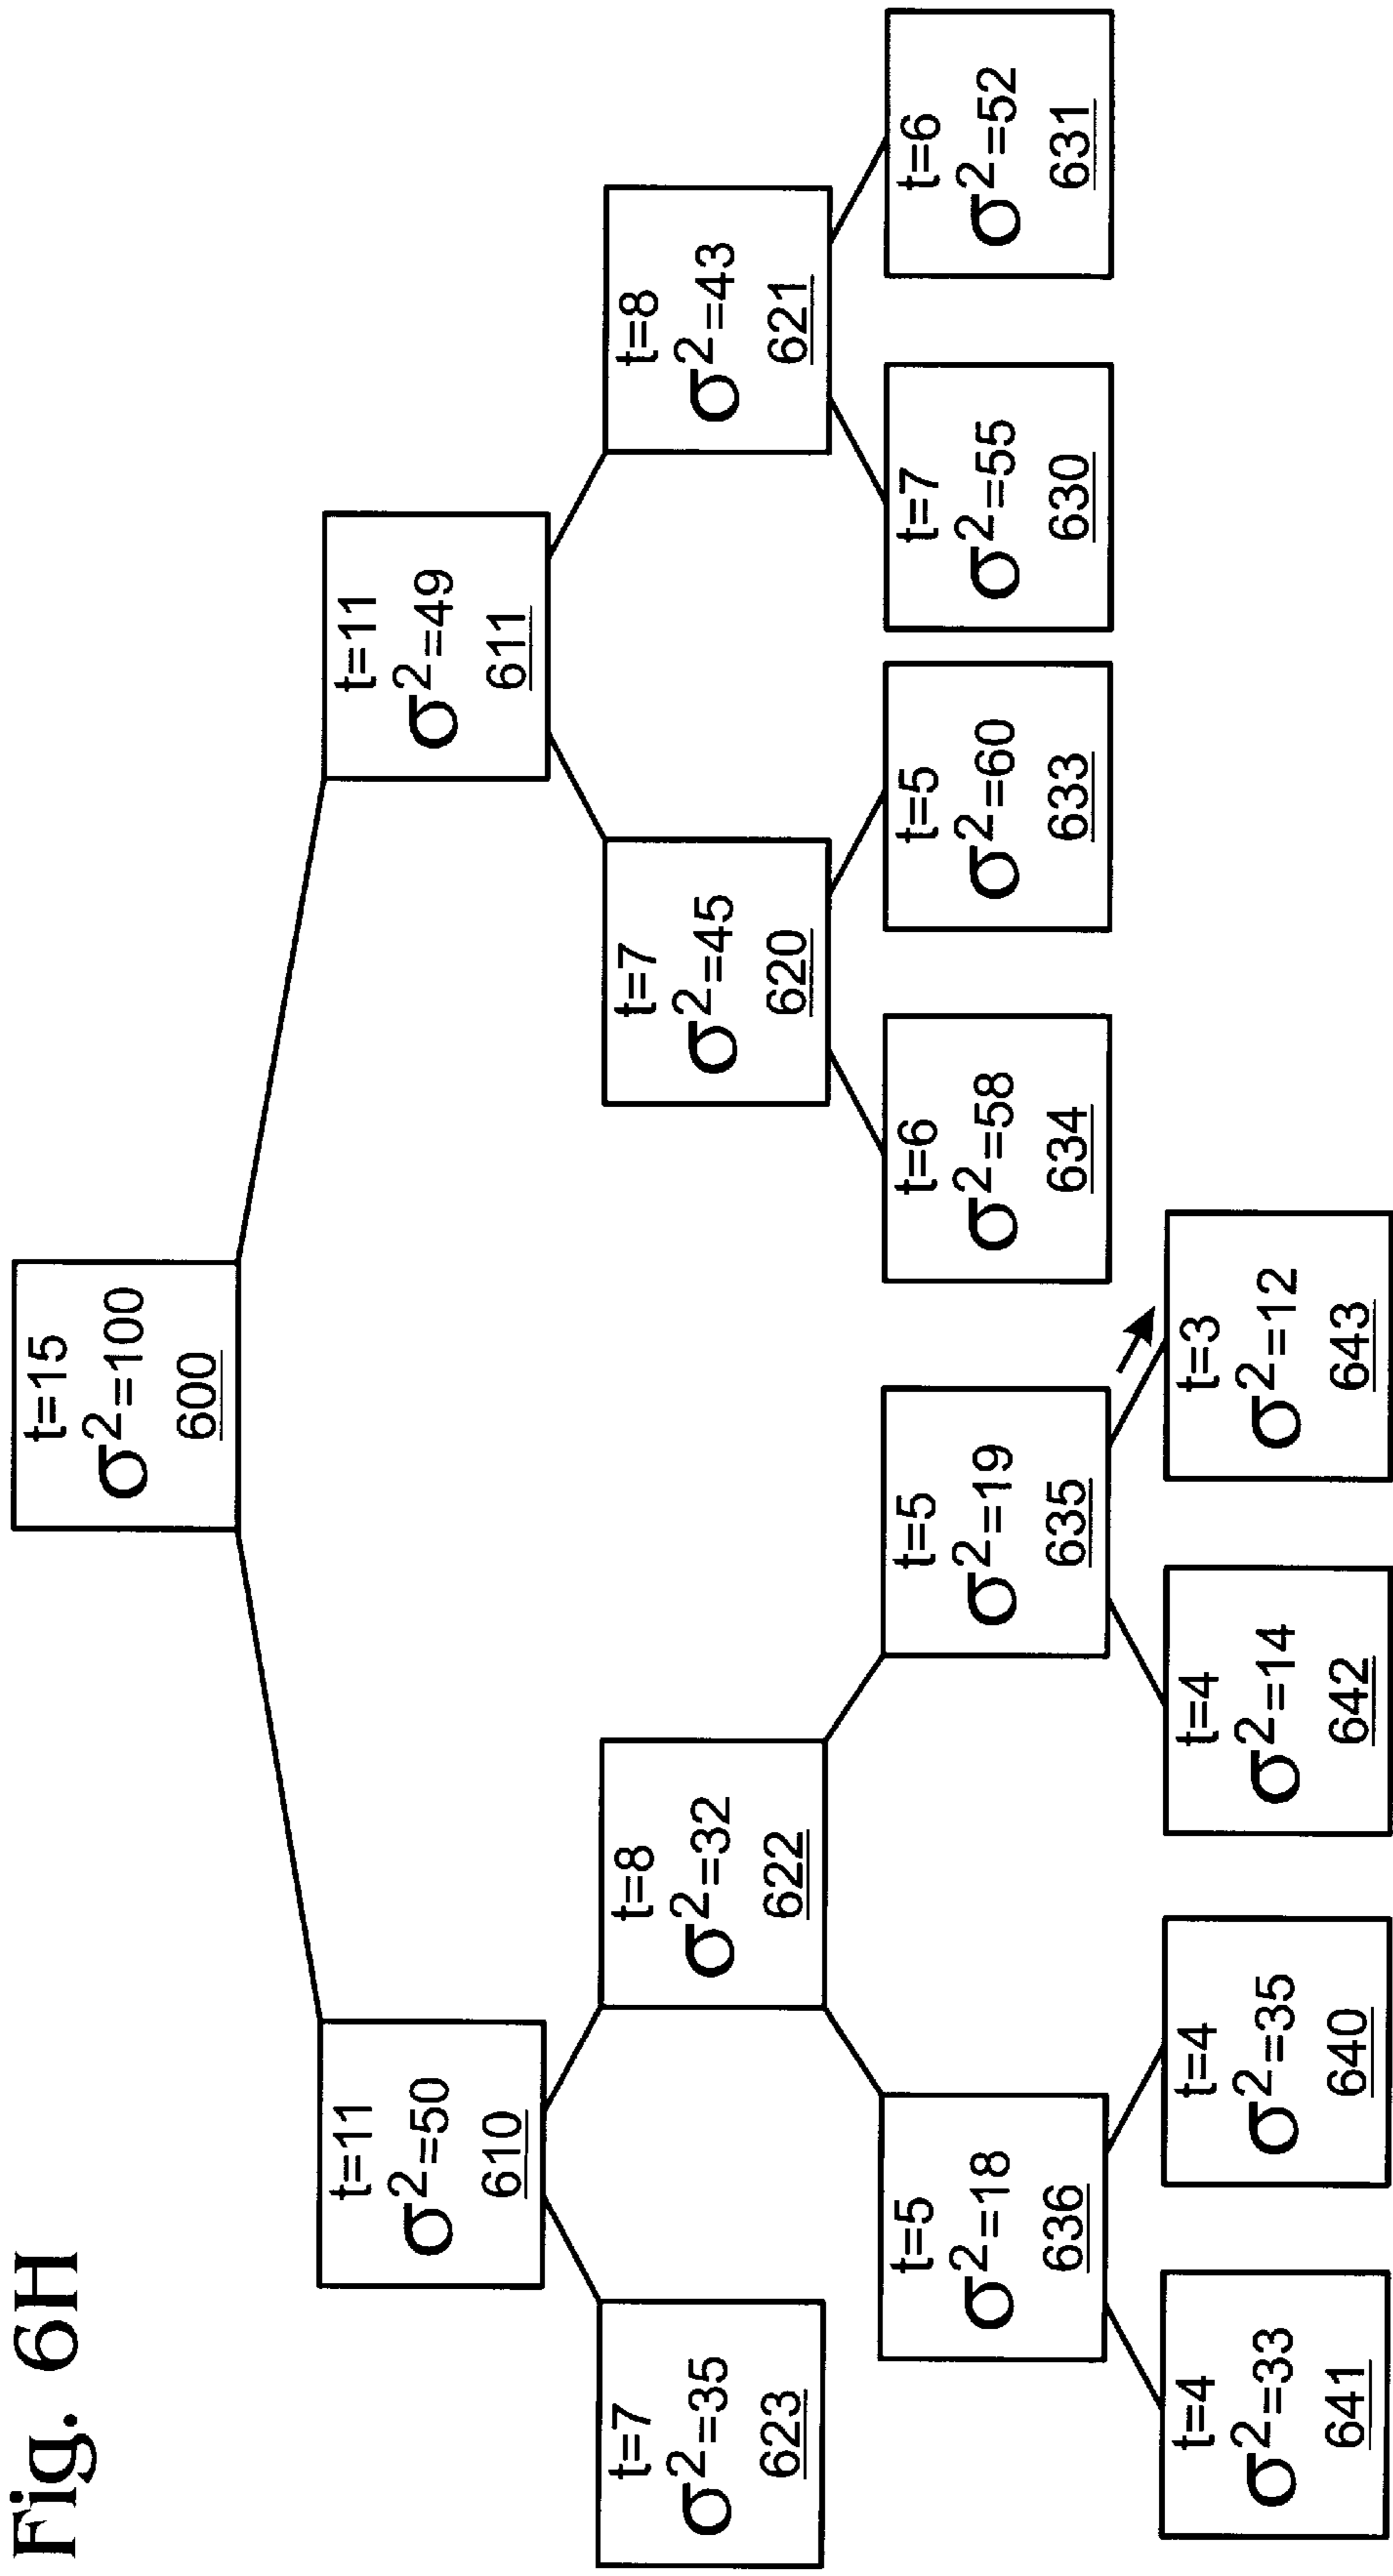 Fig. 6H
t=15
σ²=100
600
t=11
σ²=50
610
t=11
σ²=49
611
t=7
σ²=35
623
t=8
σ²=32
622
t=7
σ²=45
620
t=8
σ²=43
621
t=5
σ²=18
636
t=5
σ²=19
635
t=6
σ²=58
634
t=5
σ²=60
633
t=7
σ²=55
630
t=6
σ²=52
631
t=4
σ²=33
641
t=4
σ²=35
640
t=4
σ²=14
642
t=3
σ²=12
643